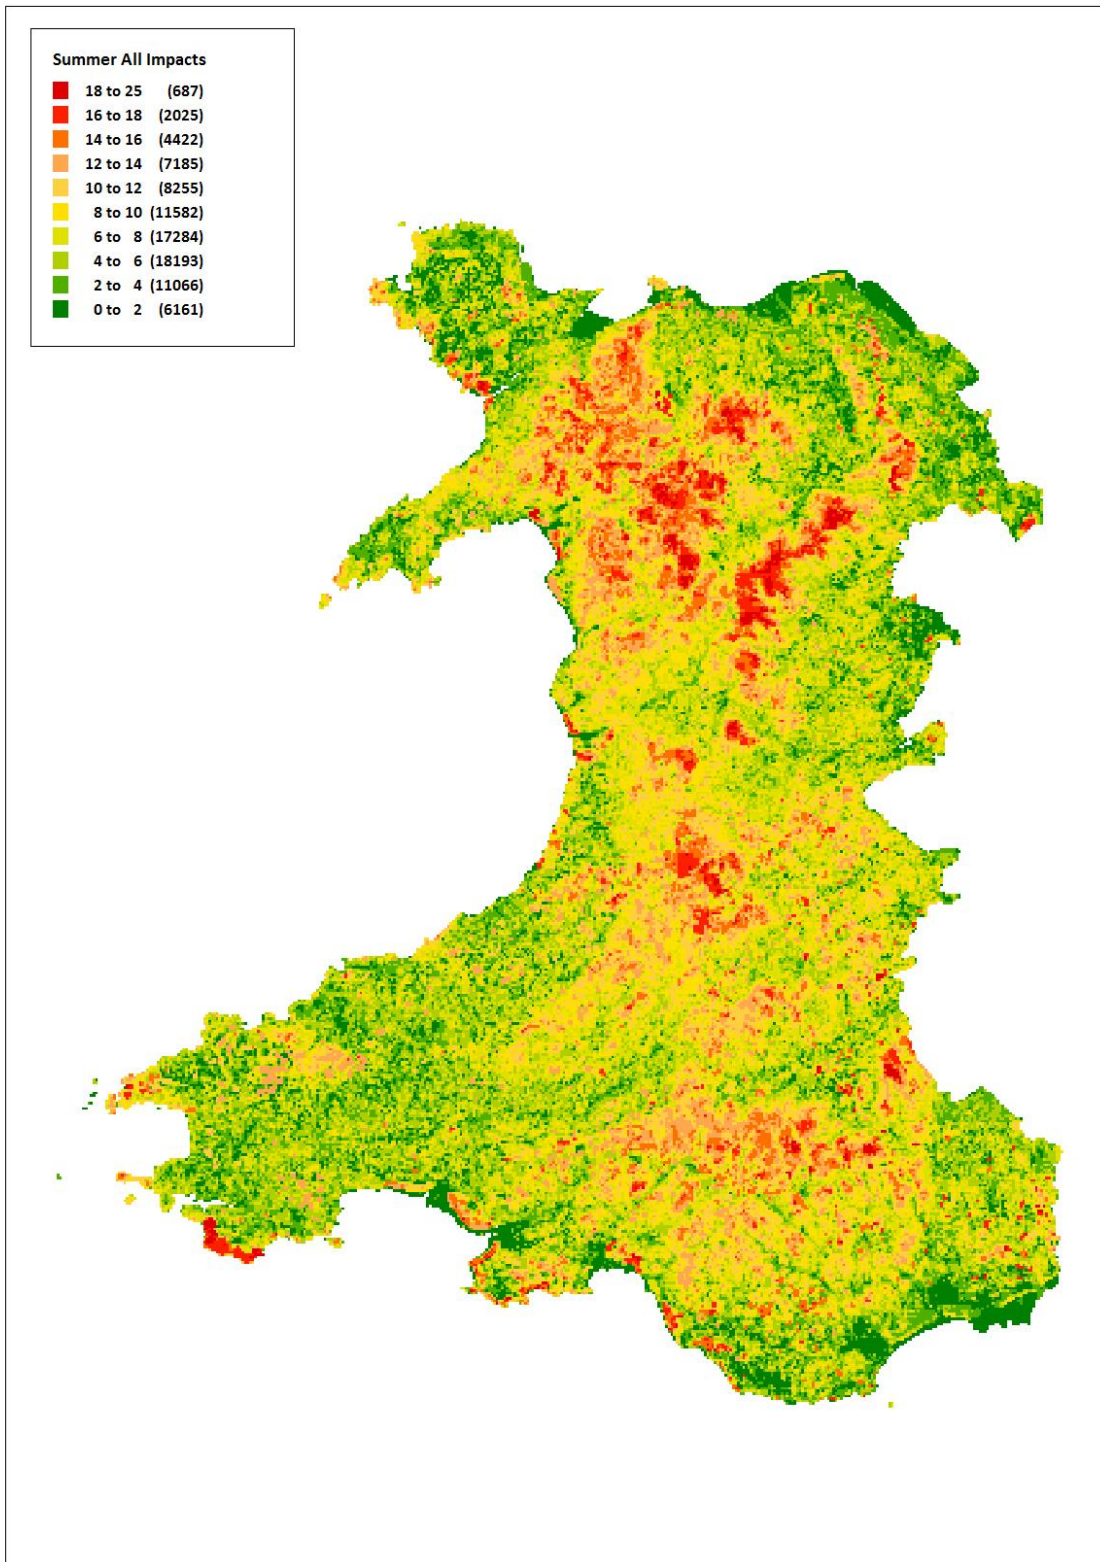 Summer All Impacts
18 to 25 (687)
16 to 18 (2025)
14 to 16 (4422)
12 to 14 (7185)
10 to 12 (8255)
8 to 10 (11582)
6 to 8 (17284)
4 to 6 (18193)
2 to 4 (11066)
0 to 2 (6161)